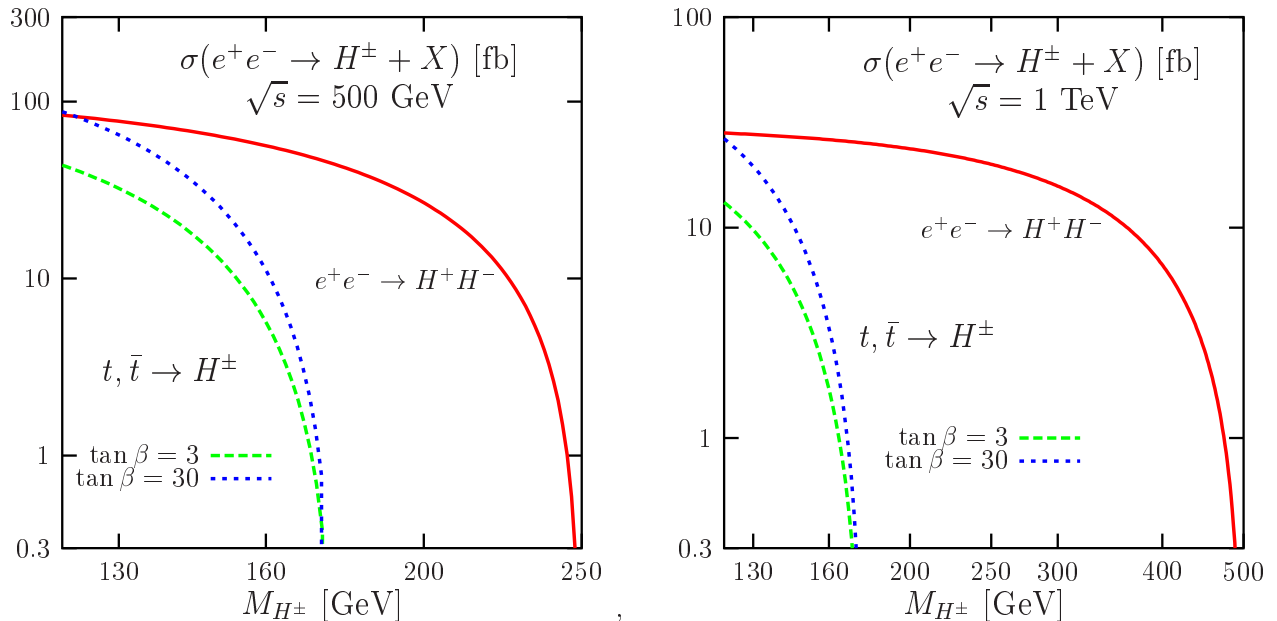 300
100
10
1
0.3
σ(e⁺e⁻ → H^± + X) [fb]
√s = 500 GeV
e⁺e⁻ → H⁺H⁻
t, t̄ → H^±
tan β = 3
tan β = 30
130 160 200 250
M_{H^±} [GeV]
,
100
10
1
0.3
σ(e⁺e⁻ → H^± + X) [fb]
√s = 1 TeV
e⁺e⁻ → H⁺H⁻
t, t̄ → H^±
tan β = 3
tan β = 30
130 160 200 250 300 400 500
M_{H^±} [GeV]